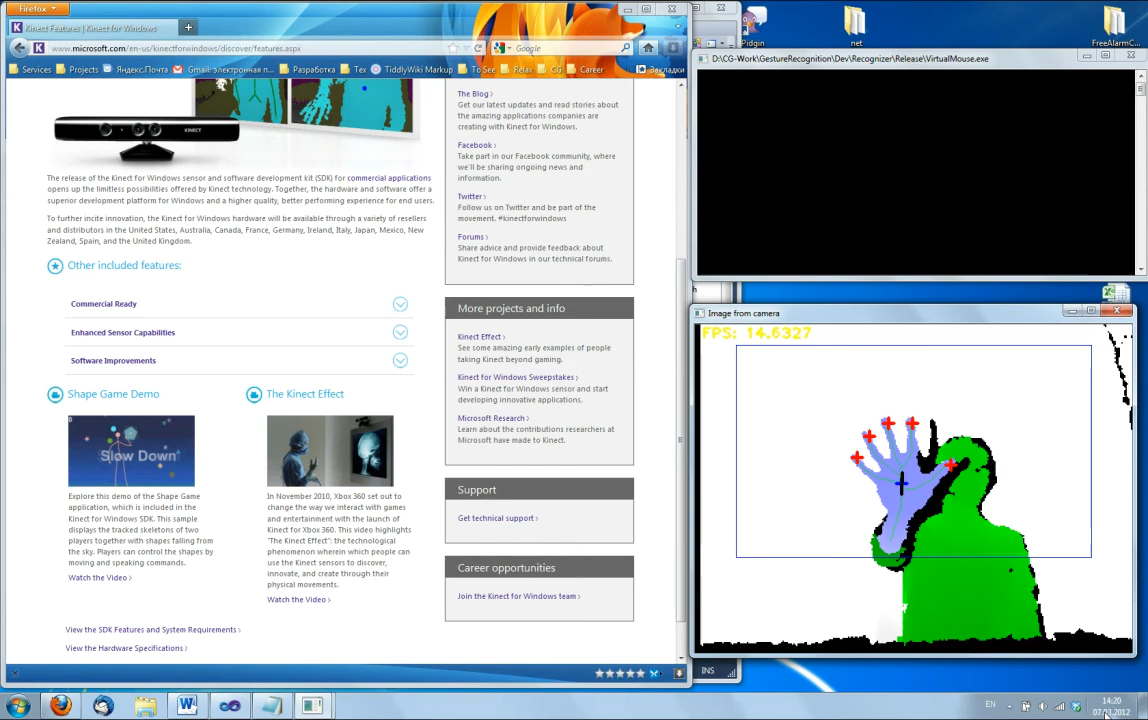 Firefox
Kinect Features | Kinect for Windows
www.microsoft.com/en-us/kinectforwindows/discover/features.aspx
Google
Services
Projects
Яндекс.Почта
Gmail: Электронная п...
Разработка
Tex
TiddlyWiki Markup
To See
Relax
CG
Career
Закладки
KINECT
The release of the Kinect for Windows sensor and software development kit (SDK) for commercial applications
opens up the limitless possibilities offered by Kinect technology. Together, the hardware and software offer a
superior development platform for Windows and a higher quality, better performing experience for end users.
To further incite innovation, the Kinect for Windows hardware will be available through a variety of resellers
and distributors in the United States, Australia, Canada, France, Germany, Ireland, Italy, Japan, Mexico, New
Zealand, Spain, and the United Kingdom.
Other included features:
Commercial Ready
Enhanced Sensor Capabilities
Software Improvements
Shape Game Demo
Slow Down
Explore this demo of the Shape Game
application, which is included in the
Kinect for Windows SDK. This sample
displays the tracked skeletons of two
players together with shapes falling from
the sky. Players can control the shapes by
moving and speaking commands.
Watch the Video ›
The Kinect Effect
In November 2010, Xbox 360 set out to
change the way we interact with games
and entertainment with the launch of
Kinect for Xbox 360. This video highlights
"The Kinect Effect": the technological
phenomenon where which people can
use the Kinect sensors to discover,
innovate, and create through their
physical movements.
Watch the Video ›
View the SDK Features and System Requirements ›
View the Hardware Specifications ›
The Blog ›
Get our latest updates and read stories about
the amazing applications companies are
creating with Kinect for Windows.
Facebook ›
Take part in our Facebook community, where
we'll be sharing ongoing news and
information.
Twitter ›
Follow us on Twitter and be part of the
movement. #kinectforwindows
Forums ›
Share advice and provide feedback about
Kinect for Windows in our technical forums.
More projects and info
Kinect Effect ›
See some amazing early examples of people
taking Kinect beyond gaming.
Kinect for Windows Sweepstakes ›
Win a Kinect for Windows sensor and start
developing innovative applications.
Microsoft Research ›
Learn about the contributions researchers at
Microsoft have made to Kinect.
Support
Get technical support ›
Career opportunities
Join the Kinect for Windows team ›
Pidgin
net
FreeAlarmC...
D:\CG-Work\GestureRecognition\Dev\Recognizer\Release\VirtualMouse.exe
Image from camera
FPS: 14.6327
INS
EN
14:20
07.03.2012